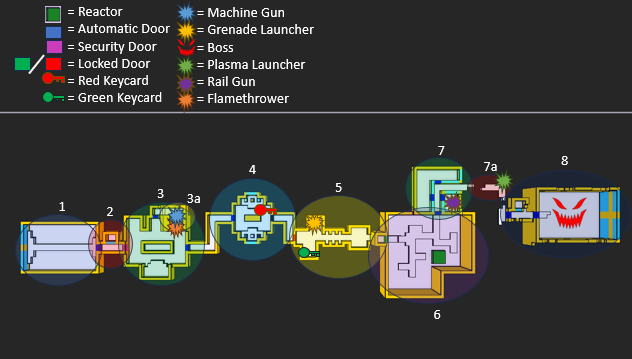 = Reactor
= Automatic Door
= Security Door
= Locked Door
= Red Keycard
= Green Keycard
= Machine Gun
= Grenade Launcher
= Boss
= Plasma Launcher
= Rail Gun
= Flamethrower
1
2
3
3a
4
5
6
7
7a
8